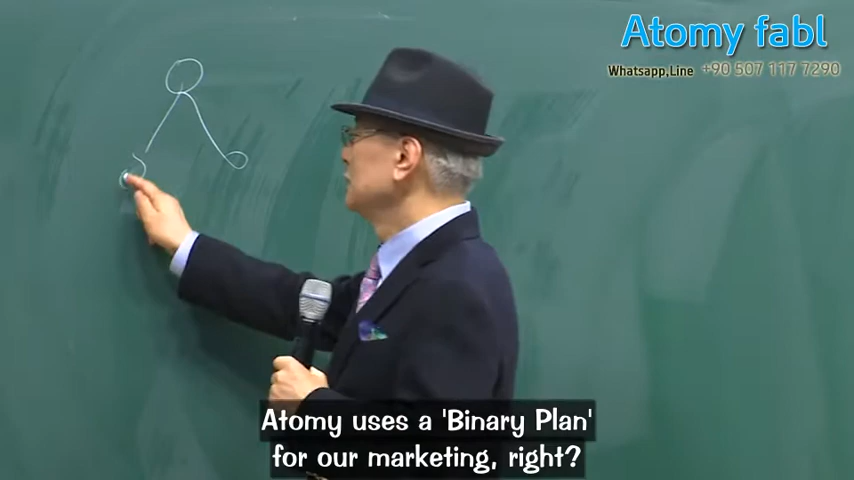 Atomy fabl
Whatsapp,Line +90 507 117 7290
Atomy uses a 'Binary Plan'
for our marketing, right?